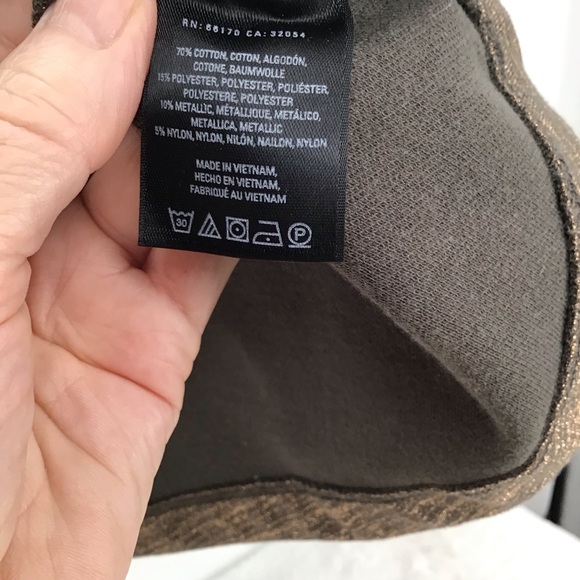 RN: 66170 CA: 32054
70% COTTON, COTON, ALGODÓN,
COTONE, BAUMWOLLE
15% POLYESTER, POLYESTER, POLIÉSTER,
POLYESTERE, POLYESTER
10% METALLIC, MÉTALLIQUE, METÁLICO,
METALLICA, METALLIC
5% NYLON, NYLON, NILÓN, NAILON, NYLON
MADE IN VIETNAM,
HECHO EN VIETNAM,
FABRIQUÉ AU VIETNAM
30 P